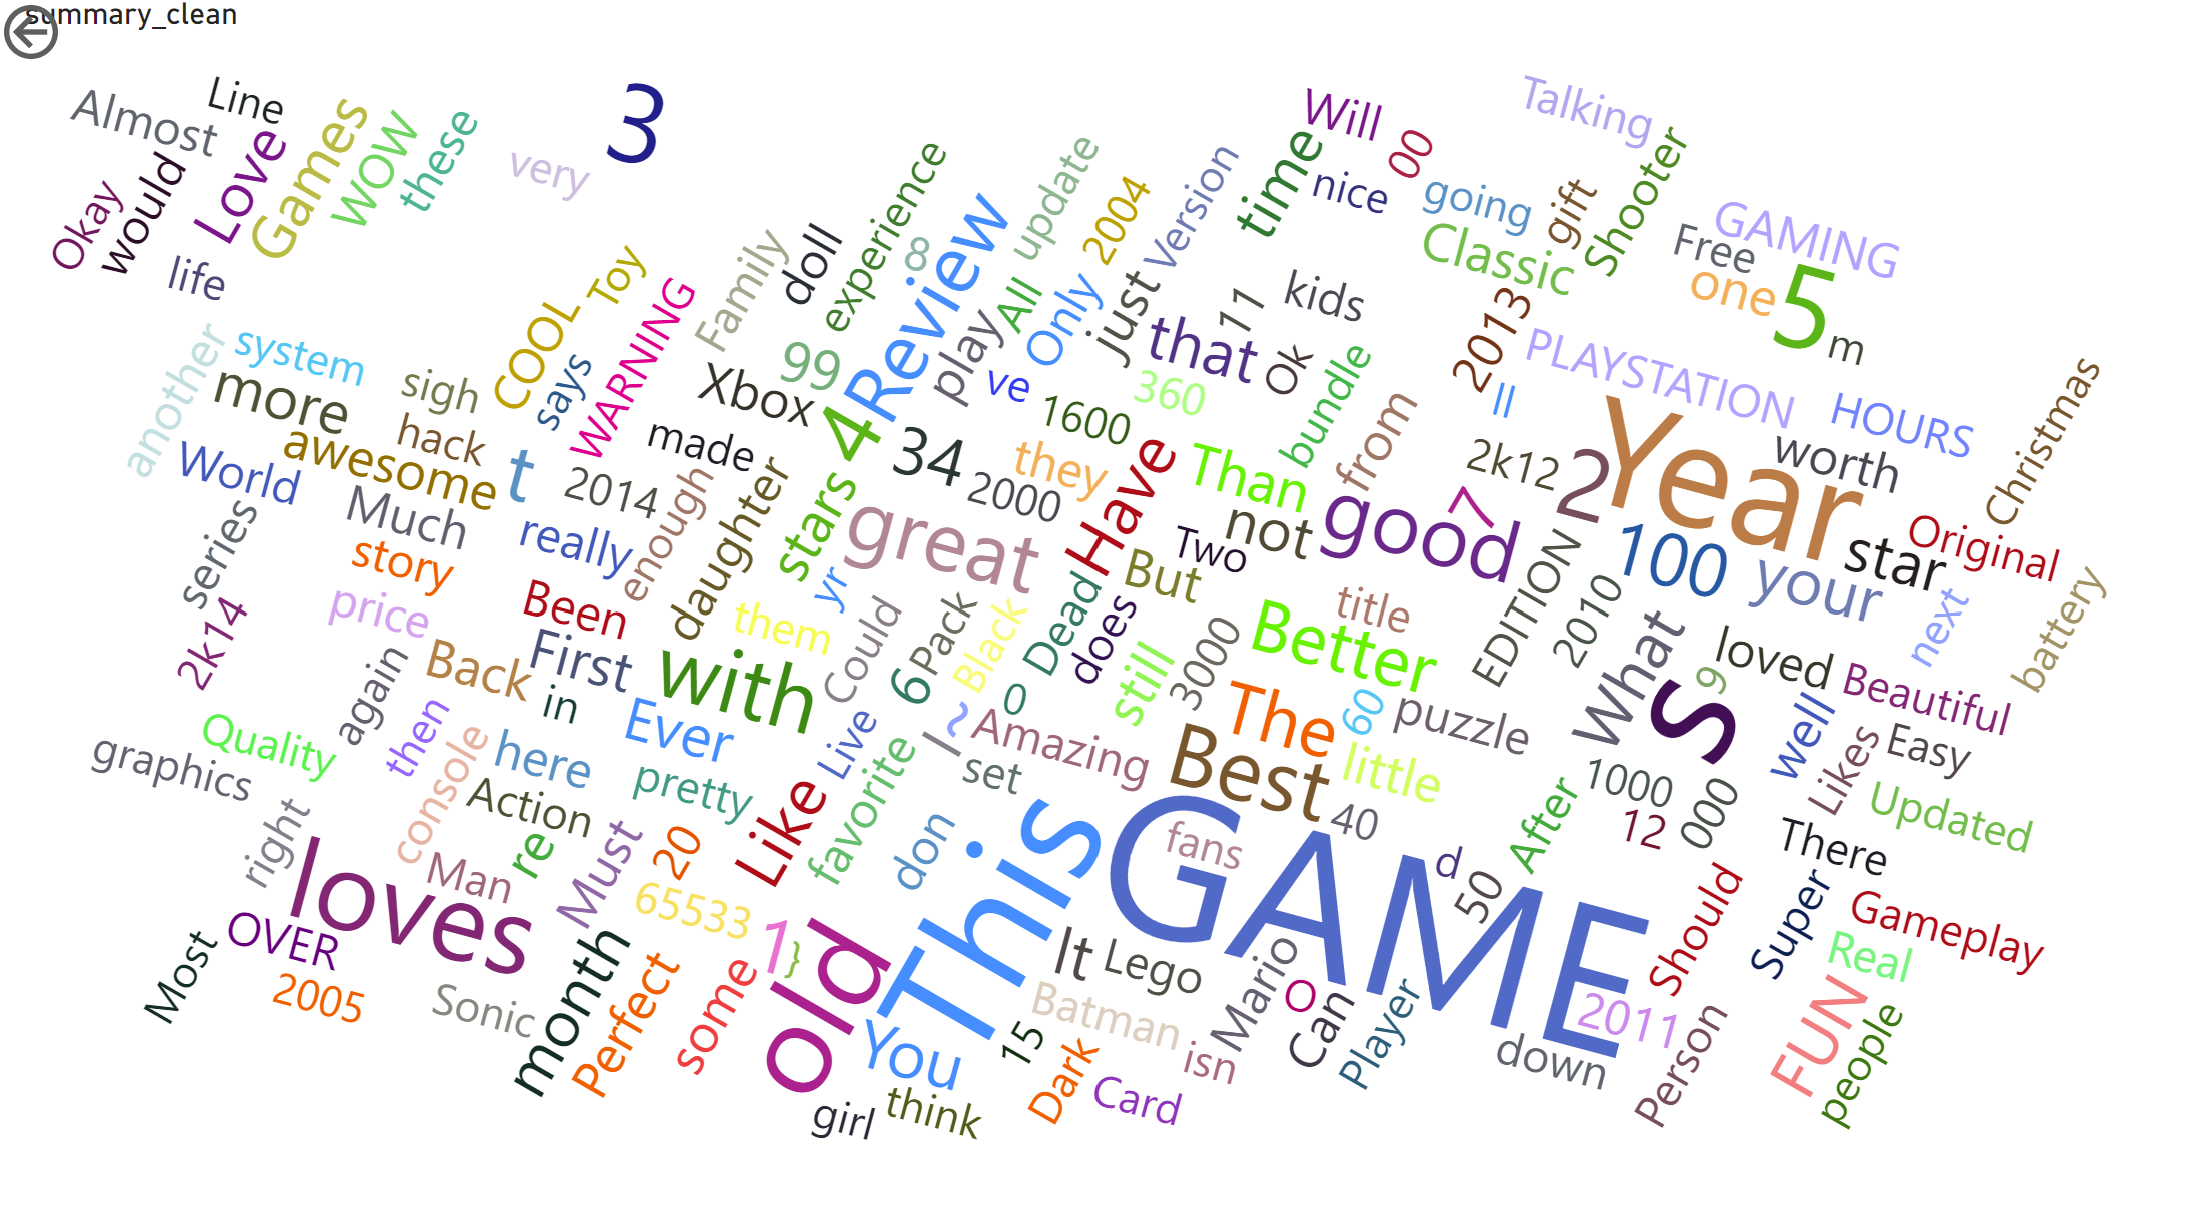 summary_clean
Almost
Line
Okay
would
Love
Games
WOW
these
very
3
life
another
system
more
sigh
COOL
Toy
says
WARNING
Family
doll
experience
8
Review
update
All
2004
Only
Version
just
time
Will
nice
00
going
Talking
gift
Shooter
Classic
Free
GAMING
one
5
m
kids
11
that
Ok
play
99
Xbox
4
ve
360
1600
bundle
2013
ll
PLAYSTATION
HOURS
Christmas
awesome
hack
World
t
2014
made
Much
really
enough
daughter
stars
34
2000
they
Have
Than
from
2k12
2
Year
worth
series
story
great
yr
Two
not
good
7
But
100
star
Original
your
EDITION
2010
title
next
battery
2k14
price
Been
them
Could
Pack
Black
Dead
does
still
3000
Better
What
loved
9
Beautiful
First
Back
again
in
with
6
0
~
Ever
Live
The
60
puzzle
S
well
Likes
Easy
Quality
graphics
then
console
here
pretty
Action
I
set
Amazing
Best
little
40
1000
000
12
After
Updated
There
right
re
Man
Must
20
Like
favorite
don
This
GAME
fans
d
50
Should
Super
Gameplay
Real
loves
65533
1
}
old
OVER
Most
2005
Sonic
month
Perfect
some
You
It
Lego
Batman
Mario
O
Can
Player
15
isn
2011
down
Person
FUN
people
Dark
Card
girl
think